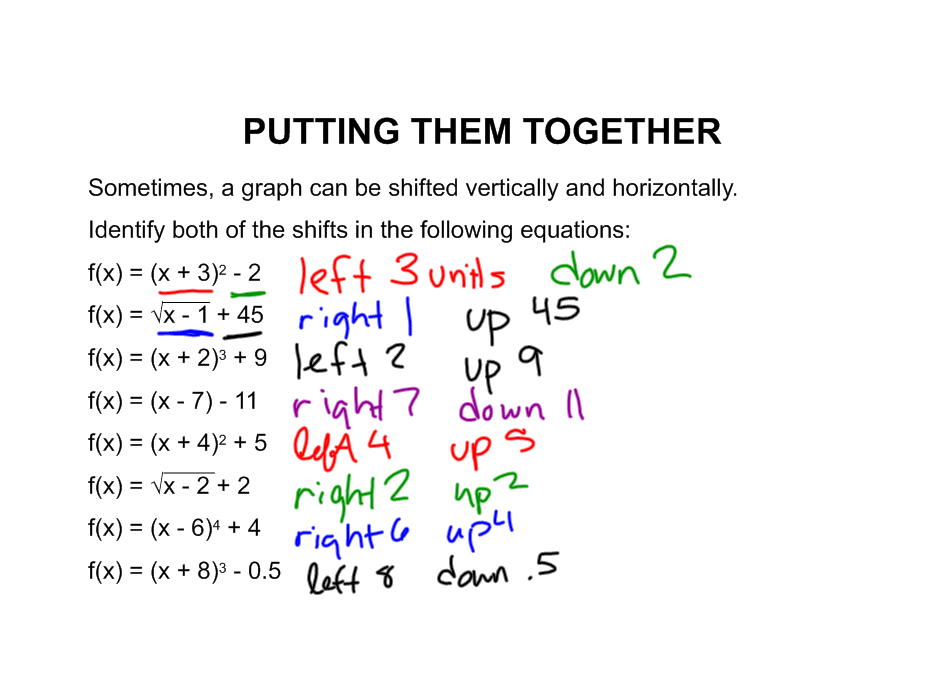 PUTTING THEM TOGETHER
Sometimes, a graph can be shifted vertically and horizontally.
Identify both of the shifts in the following equations:
f(x) = (x + 3)² - 2 left 3 units down 2
f(x) = √x - 1 + 45 right 1 up 45
f(x) = (x + 2)³ + 9 left 2 up 9
f(x) = (x - 7) - 11 right 7 down 11
f(x) = (x + 4)² + 5 left 4 up 5
f(x) = √x - 2 + 2 right 2 up 2
f(x) = (x - 6)⁴ + 4 right 6 up 4
f(x) = (x + 8)³ - 0.5 left 8 down .5